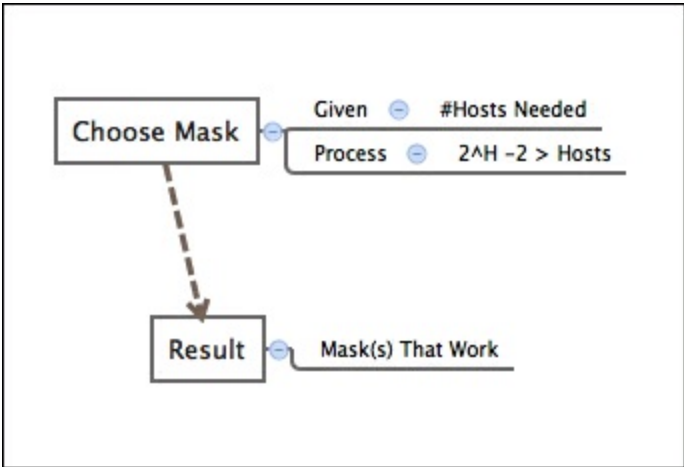 Choose Mask
Given #Hosts Needed
Process 2^H -2 > Hosts
Result
Mask(s) That Work